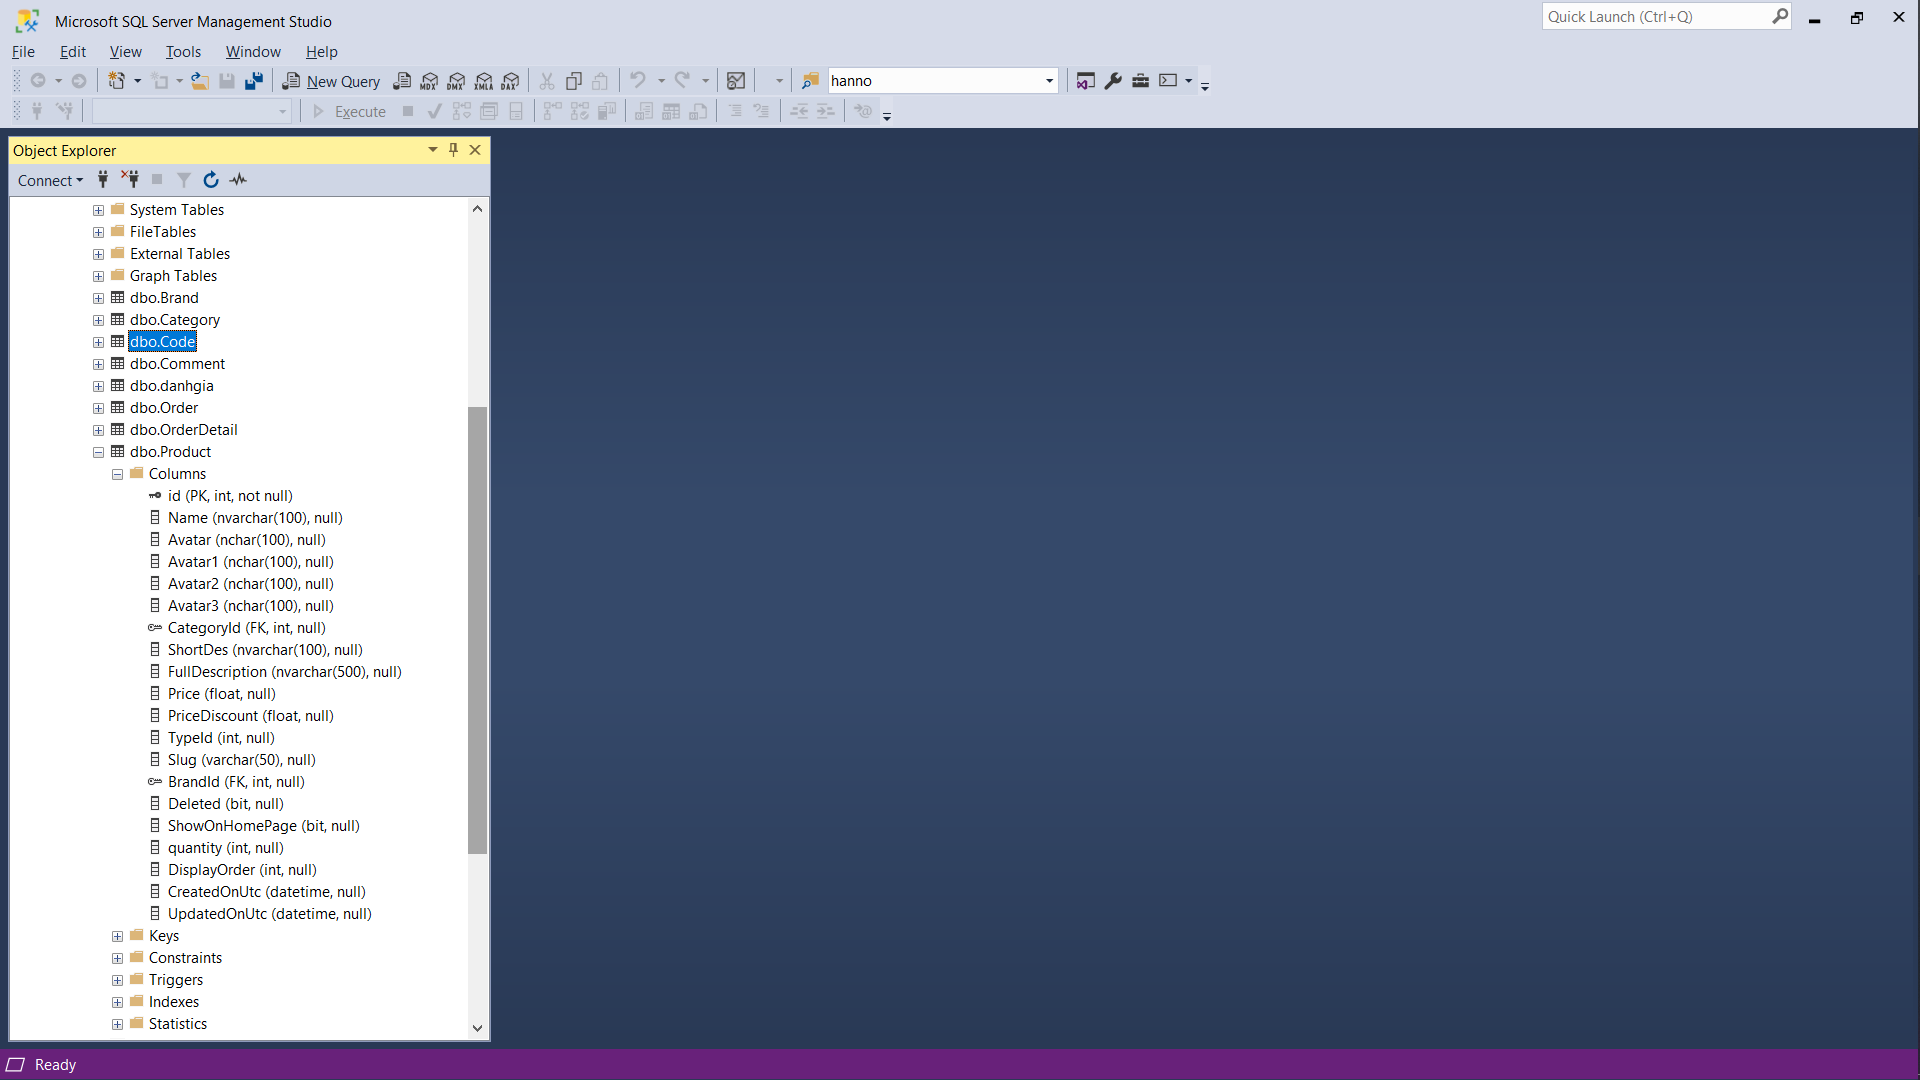 Microsoft SQL Server Management Studio
Quick Launch (Ctrl+Q)
File Edit View Tools Window Help
New Query MDX DMX XMLA DAX hanno
Execute
Object Explorer
Connect
System Tables
FileTables
External Tables
Graph Tables
dbo.Brand
dbo.Category
dbo.Code
dbo.Comment
dbo.danhgia
dbo.Order
dbo.OrderDetail
dbo.Product
Columns
id (PK, int, not null)
Name (nvarchar(100), null)
Avatar (nchar(100), null)
Avatar1 (nchar(100), null)
Avatar2 (nchar(100), null)
Avatar3 (nchar(100), null)
CategoryId (FK, int, null)
ShortDes (nvarchar(100), null)
FullDescription (nvarchar(500), null)
Price (float, null)
PriceDiscount (float, null)
TypeId (int, null)
Slug (varchar(50), null)
BrandId (FK, int, null)
Deleted (bit, null)
ShowOnHomePage (bit, null)
quantity (int, null)
DisplayOrder (int, null)
CreatedOnUtc (datetime, null)
UpdatedOnUtc (datetime, null)
Keys
Constraints
Triggers
Indexes
Statistics
Ready